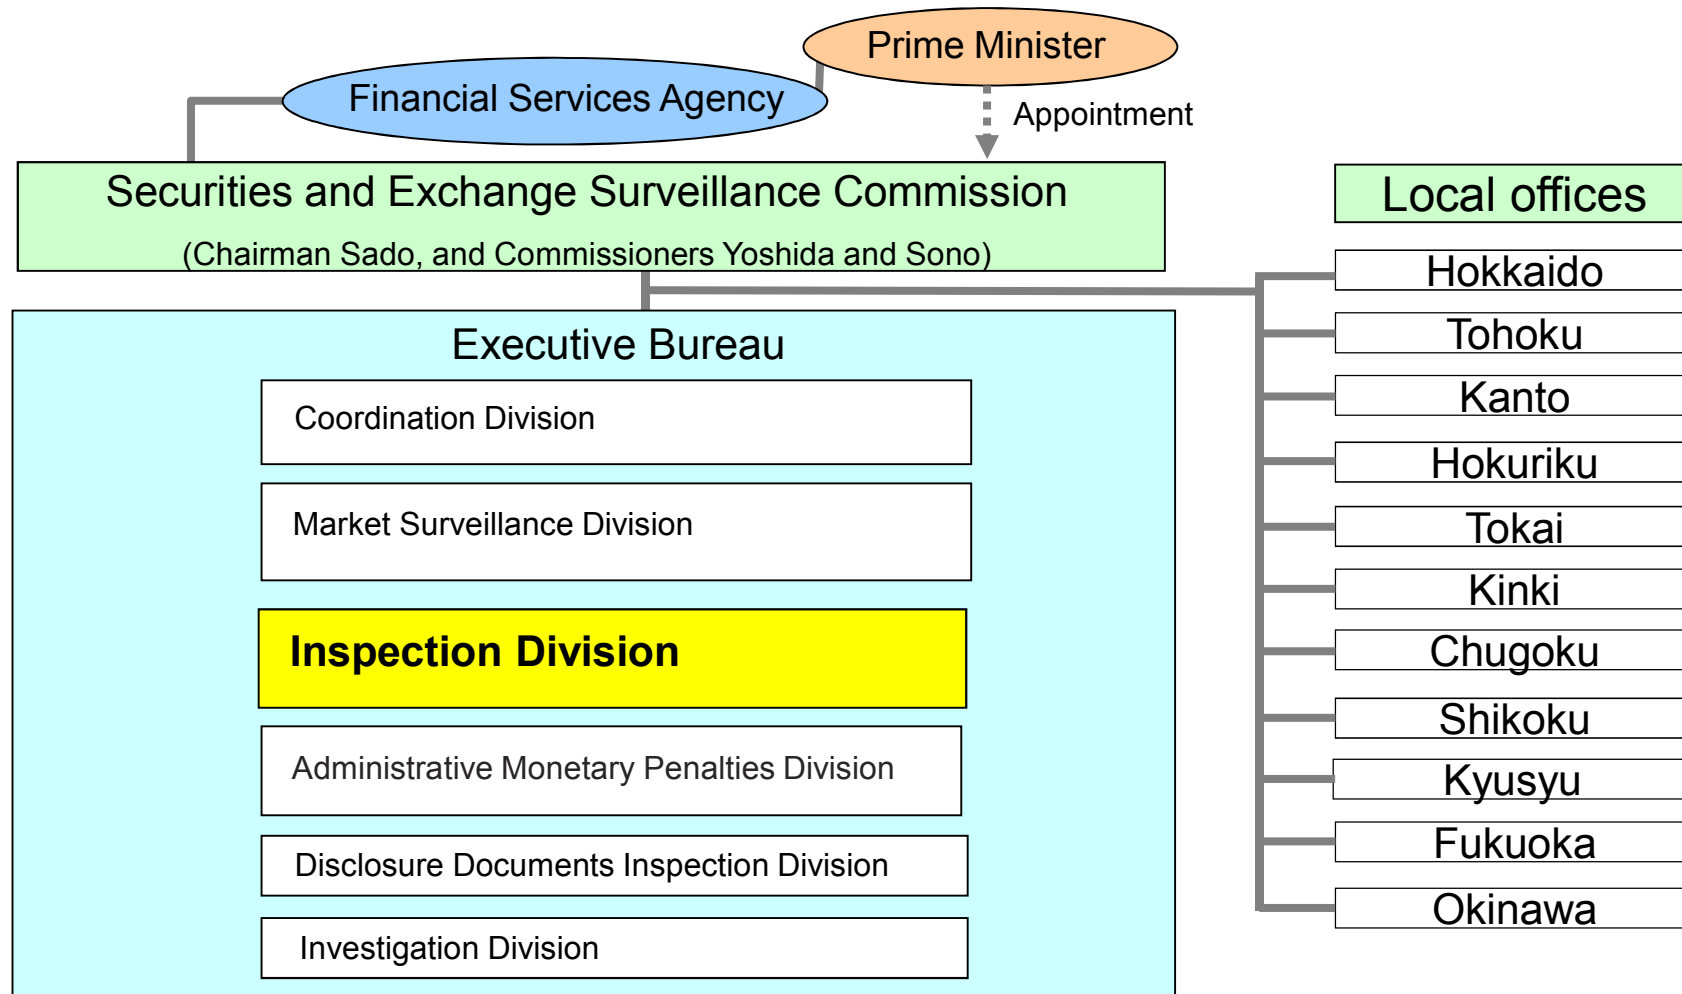 Prime Minister
Financial Services Agency
Appointment
Securities and Exchange Surveillance Commission
(Chairman Sado, and Commissioners Yoshida and Sono)
Executive Bureau
Coordination Division
Market Surveillance Division
Inspection Division
Administrative Monetary Penalties Division
Disclosure Documents Inspection Division
Investigation Division
Local offices
Hokkaido
Tohoku
Kanto
Hokuriku
Tokai
Kinki
Chugoku
Shikoku
Kyusyu
Fukuoka
Okinawa